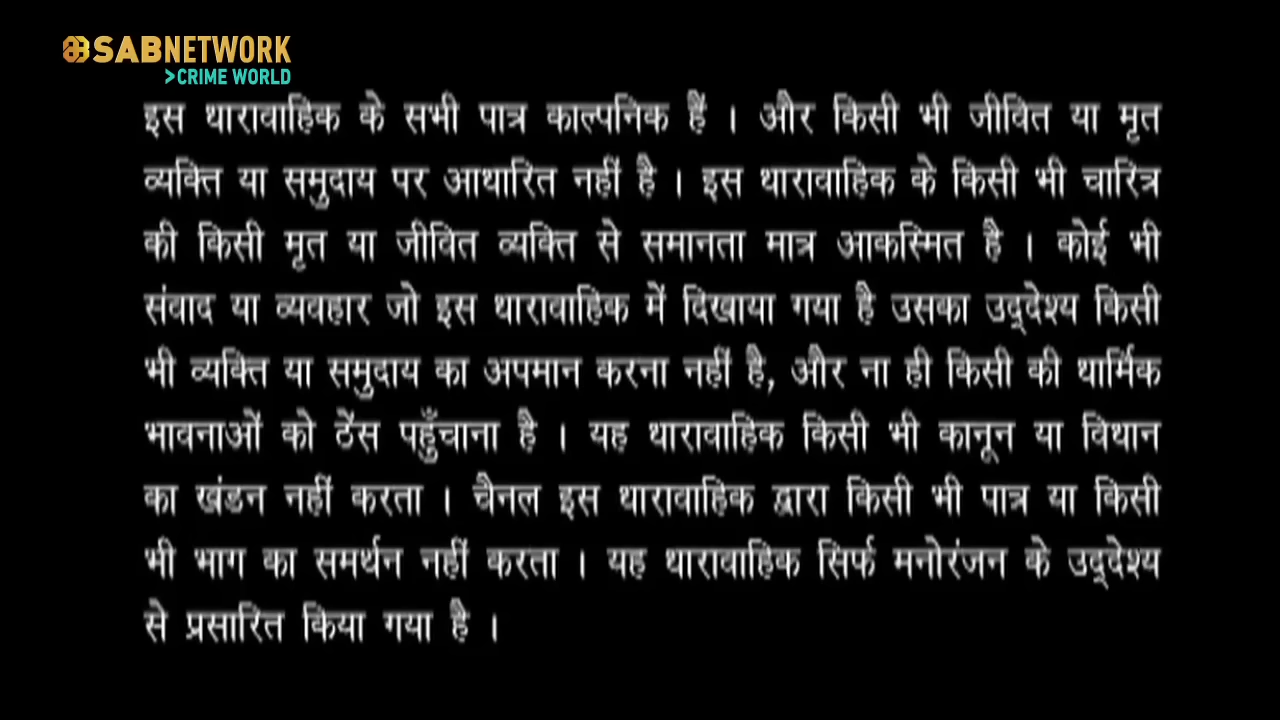 SABNETWORK
>CRIME WORLD
इस धारावाहिक के सभी पात्र काल्पनिक हैं । और किसी भी जीवित या मृत
व्यक्ति या समुदाय पर आधारित नहीं है । इस धारावाहिक के किसी भी चारित्र
की किसी मृत या जीवित व्यक्ति से समानता मात्र आकस्मित है । कोई भी
संवाद या व्यवहार जो इस धारावाहिक में दिखाया गया है उसका उद्देश्य किसी
भी व्यक्ति या समुदाय का अपमान करना नहीं है, और ना ही किसी की धार्मिक
भावनाओं को ठेंस पहुँचाना है । यह धारावाहिक किसी भी कानून या विधान
का खंडन नहीं करता । चैनल इस धारावाहिक द्वारा किसी भी पात्र या किसी
भी भाग का समर्थन नहीं करता । यह धारावाहिक सिर्फ मनोरंजन के उद्देश्य
से प्रसारित किया गया है ।